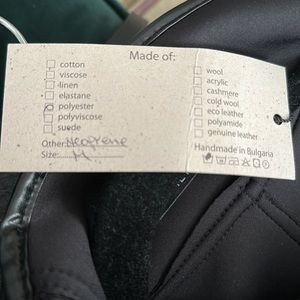 Made of:
cotton
viscose
linen
elastane
polyester
polyviscose
suede
Other: Neoprene
Size: M
wool
acrylic
cashmere
cold wool
eco leather
polyamide
genuine leather
Handmade in Bulgaria